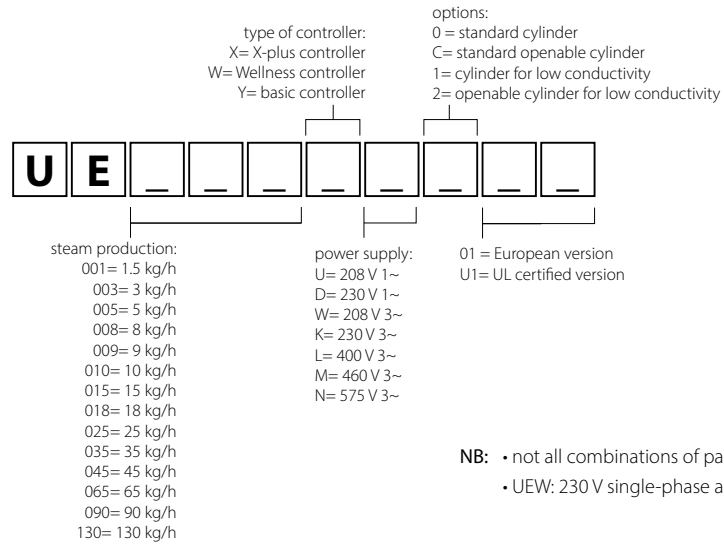 options:
0 = standard cylinder
C= standard openable cylinder
1= cylinder for low conductivity
2= openable cylinder for low conductivity
type of controller:
X= X-plus controller
W= Wellness controller
Y= basic controller
U E _ _ _ _ _ _ _ _
steam production:
001= 1.5 kg/h
003= 3 kg/h
005= 5 kg/h
008= 8 kg/h
009= 9 kg/h
010= 10 kg/h
015= 15 kg/h
018= 18 kg/h
025= 25 kg/h
035= 35 kg/h
045= 45 kg/h
065= 65 kg/h
090= 90 kg/h
130= 130 kg/h
power supply:
U= 208 V 1~
D= 230 V 1~
W= 208 V 3~
K= 230 V 3~
L= 400 V 3~
M= 460 V 3~
N= 575 V 3~
01 = European version
U1= UL certified version
NB: • not all combinations of pa
• UEW: 230 V single-phase a